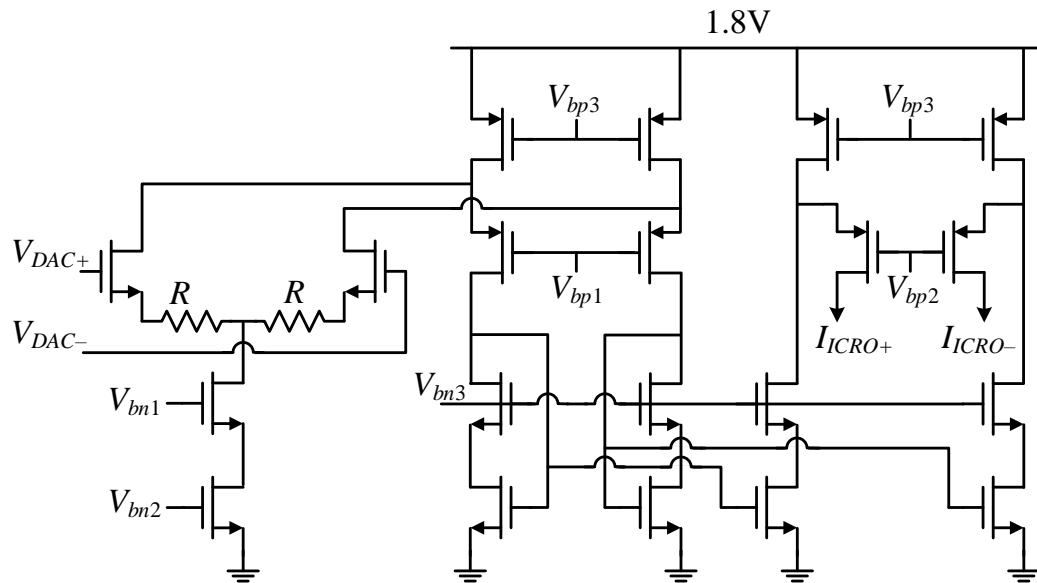 1.8V
V_{bp3}
V_{bp3}
V_{DAC+}
R
R
V_{bp1}
V_{bp2}
V_{DAC−}
I_{ICRO+}
I_{ICRO−}
V_{bn1}
V_{bn3}
V_{bn2}